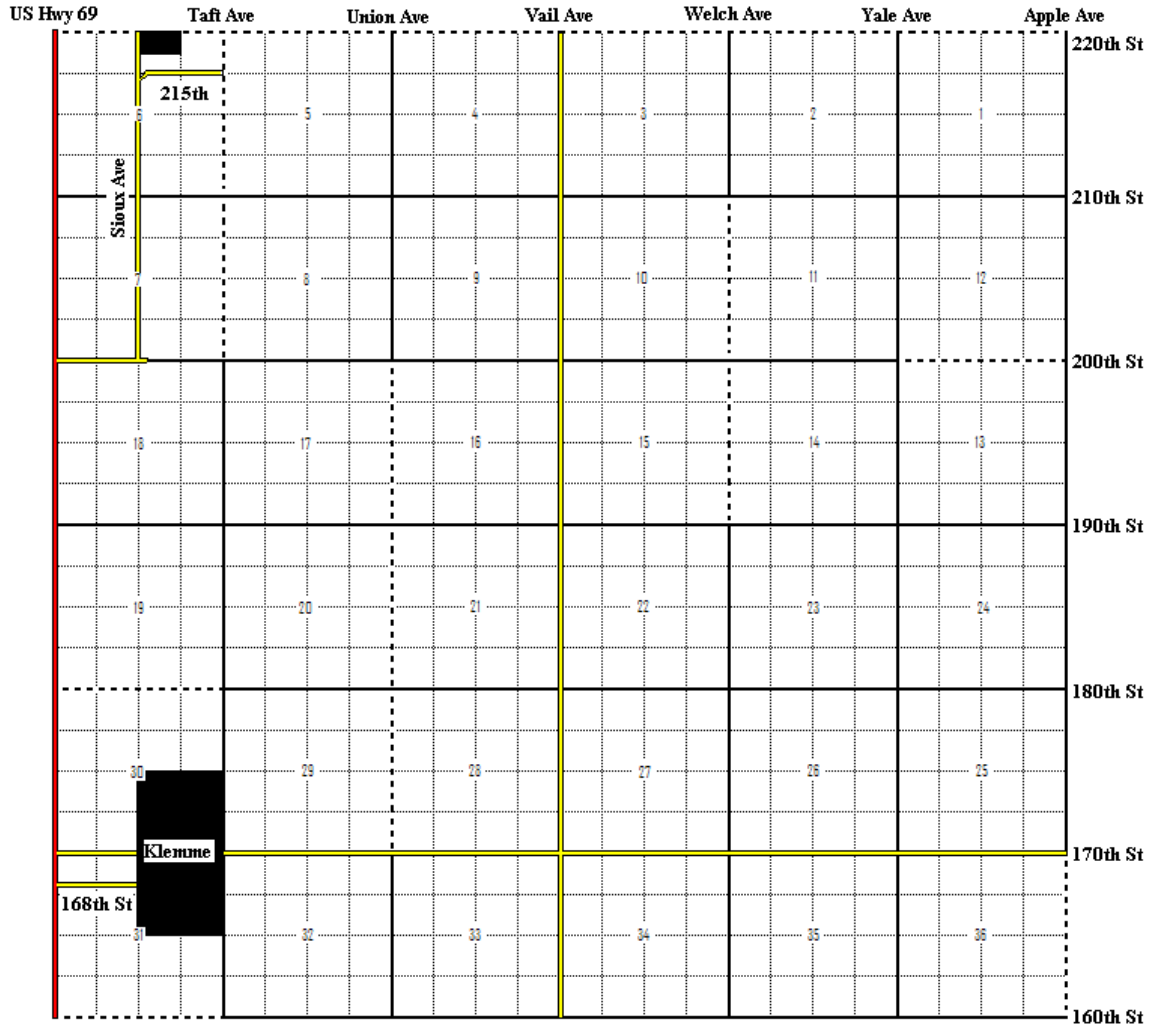 US Hwy 69 Taft Ave Union Ave Vail Ave Welch Ave Yale Ave Apple Ave
220th St
215th
6 5 4 3 2 1
Sioux Ave
210th St
7 8 9 10 11 12
200th St
18 17 16 15 14 13
190th St
19 20 21 22 23 24
180th St
30 29 28 27 26 25
Klemme
170th St
168th St
31 32 33 34 35 36
160th St